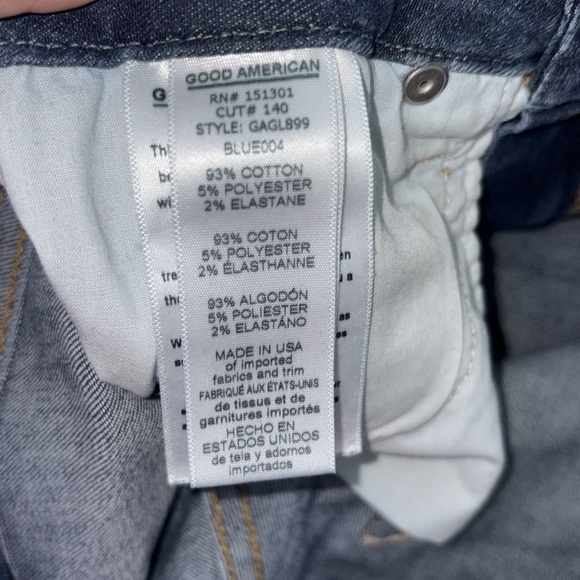 GOOD AMERICAN
RN# 151301
CUT# 140
STYLE: GAGL899
BLUE004
93% COTTON
5% POLYESTER
2% ELASTANE
93% COTON
5% POLYESTER
2% ÉLASTHANNE
93% ALGODÓN
5% POLIESTER
2% ELASTÁNO
MADE IN USA
of imported
fabrics and trim
FABRIQUÉ AUX ÉTATS-UNIS
de tissus et de
garnitures importés
HECHO EN
ESTADOS UNIDOS
de tela y adornos
importados